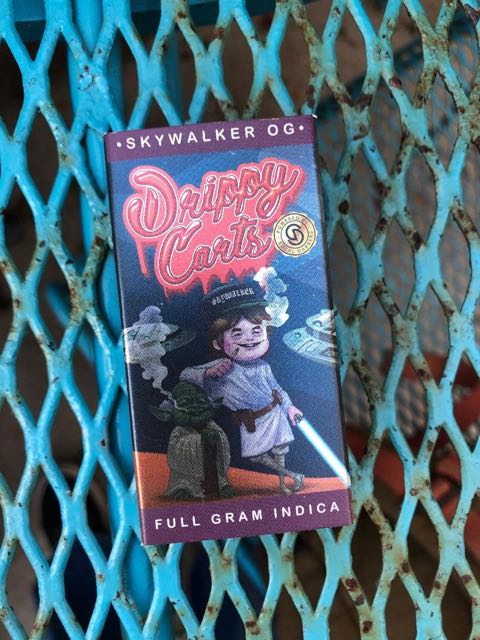 •SKYWALKER OG•
Drippy
Carts
SKYWALKER
FULL GRAM INDICA